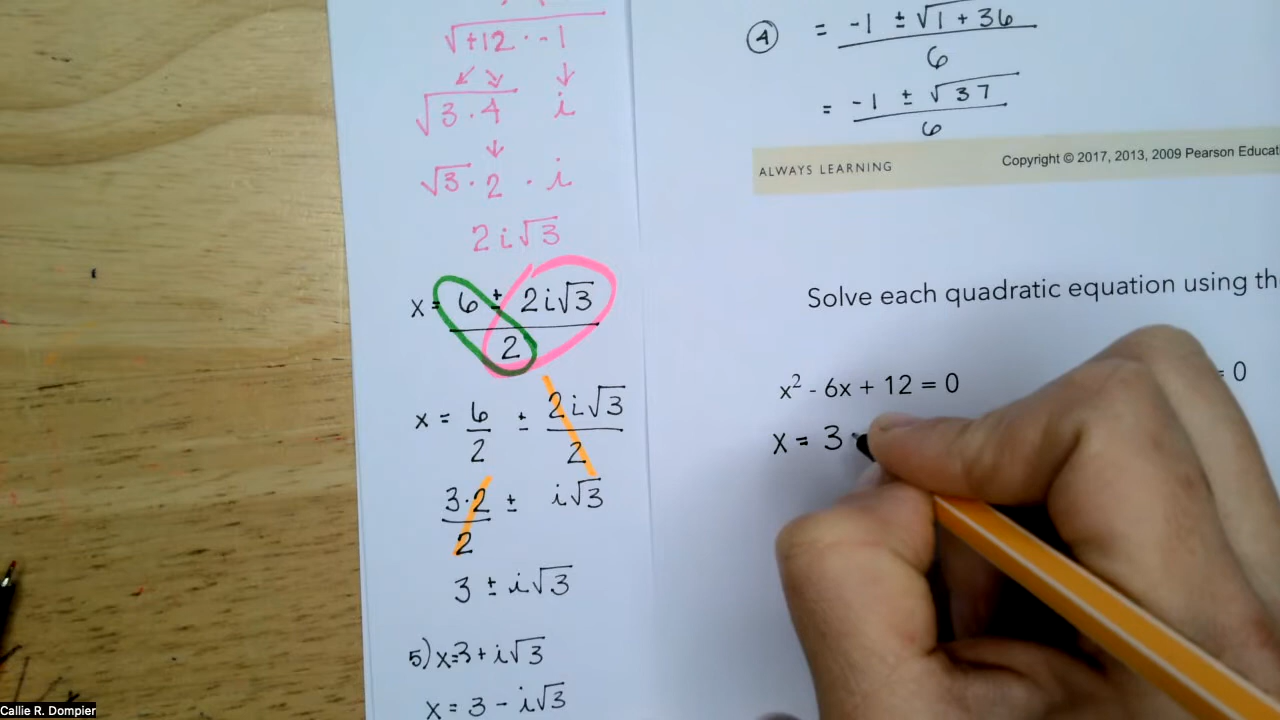 √+12 · -1
√3 · 4 i
√3 · 2 · i
2i√3
x = 6 ± 2i√3
2
x = 6/2 ± 2i√3/2
3·2/2 ± i√3
3 ± i√3
5) x=3+i√3
x = 3 - i√3
④ = -1 ± √1 + 36
6
= -1 ± √37
6
ALWAYS LEARNING
Copyright © 2017, 2013, 2009 Pearson
Solve each quadratic equation using
x² - 6x + 12 = 0
= 0
x = 3
Callie R. Dompier